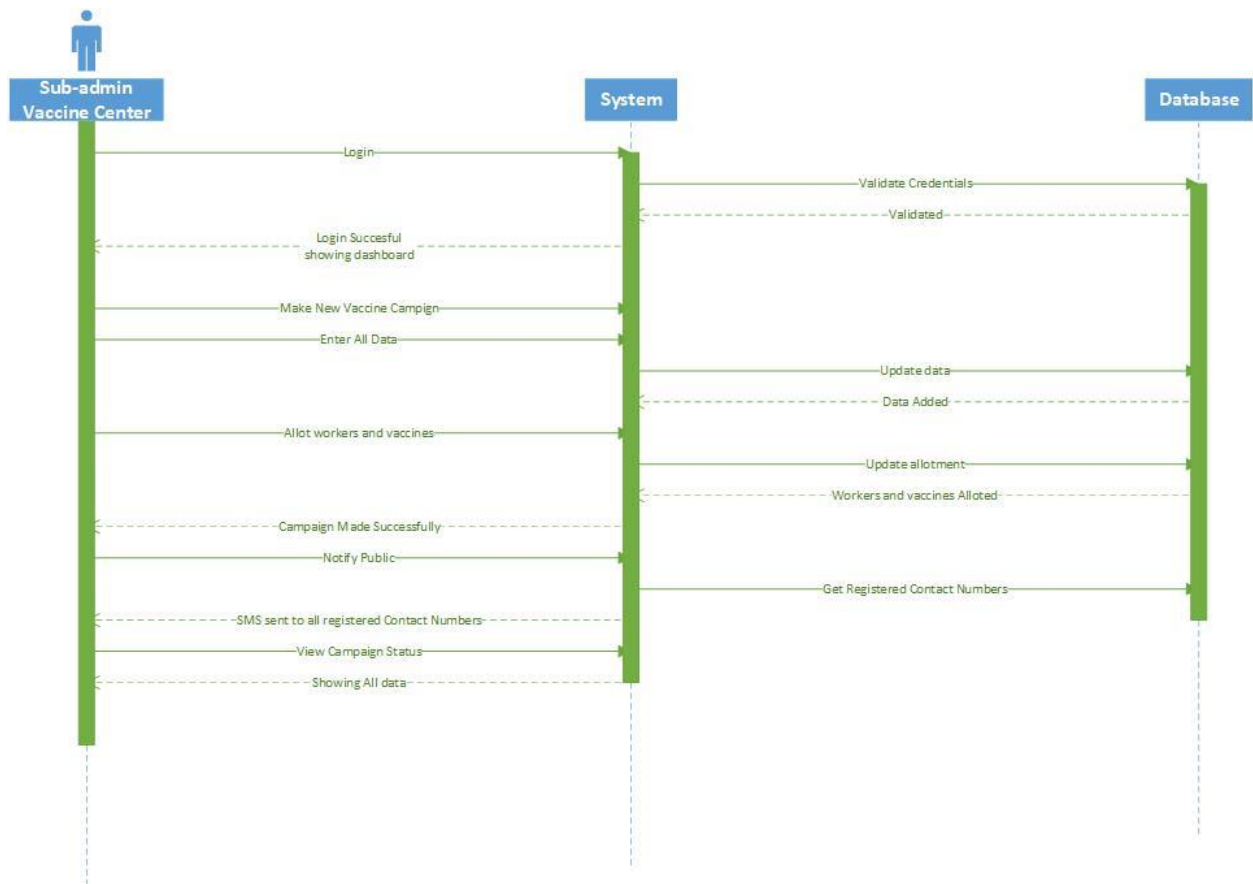 Sub-admin
Vaccine Center
System
Database
Login
Validate Credentials
Validated
Login Succesful
showing dashboard
Make New Vaccine Campign
Enter All Data
Update data
Data Added
Allot workers and vaccines
Update allotment
Workers and vaccines Alloted
Campaign Made Successfully
Notify Public
Get Registered Contact Numbers
SMS sent to all registered Contact Numbers
View Campaign Status
Showing All data